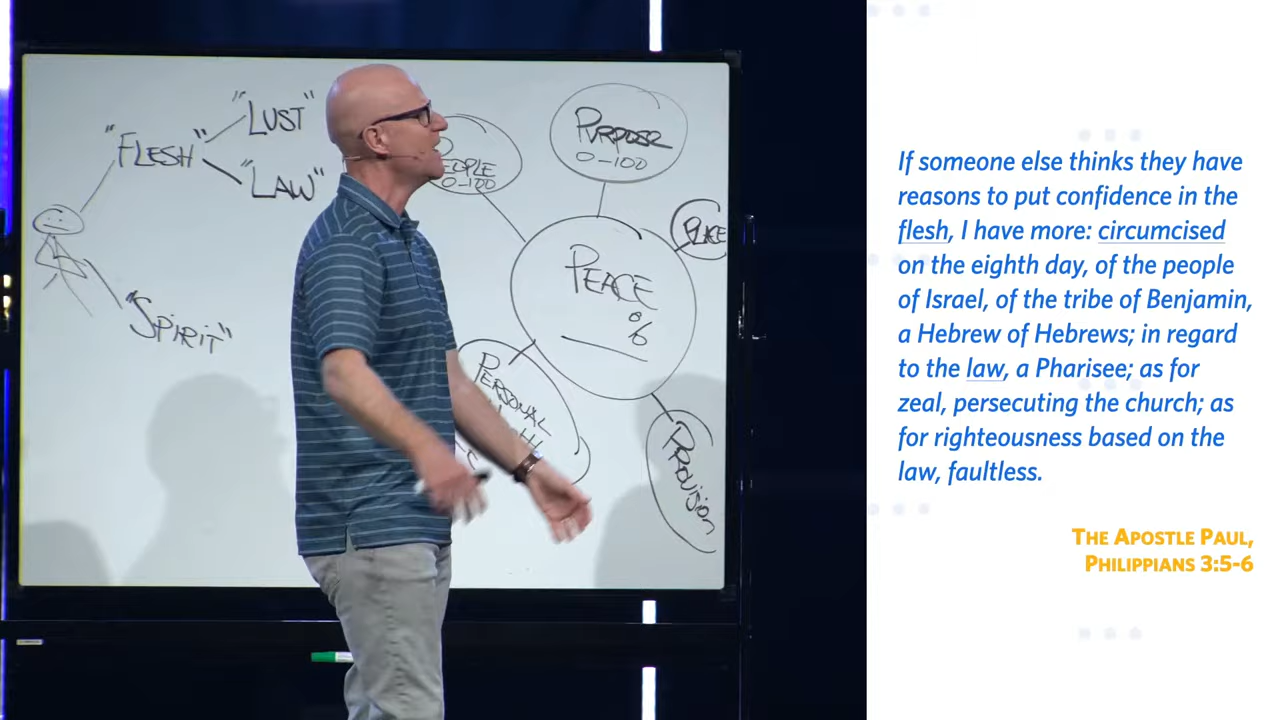 "FLESH"
"LUST"
"LAW"
"SPIRIT"
PEOPLE
0-100
PURPOSE
0-100
PLACE
PEACE
PERSONAL
PROVISION
If someone else thinks they have
reasons to put confidence in the
flesh, I have more: circumcised
on the eighth day, of the people
of Israel, of the tribe of Benjamin,
a Hebrew of Hebrews; in regard
to the law, a Pharisee; as for
zeal, persecuting the church; as
for righteousness based on the
law, faultless.
The Apostle Paul,
Philippians 3:5-6